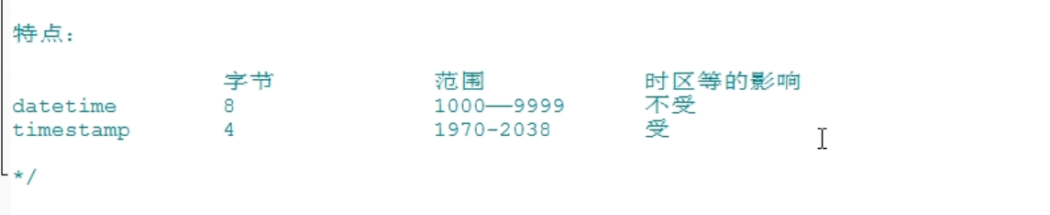 特点：
字节 范围 时区等的影响
datetime 8 1000——9999 不受
timestamp 4 1970-2038 受
*/